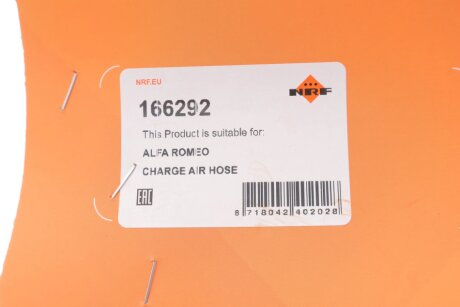 NRF.EU
NRF
166292
This Product is suitable for:
ALFA ROMEO
CHARGE AIR HOSE
EAC
8 718042 402028